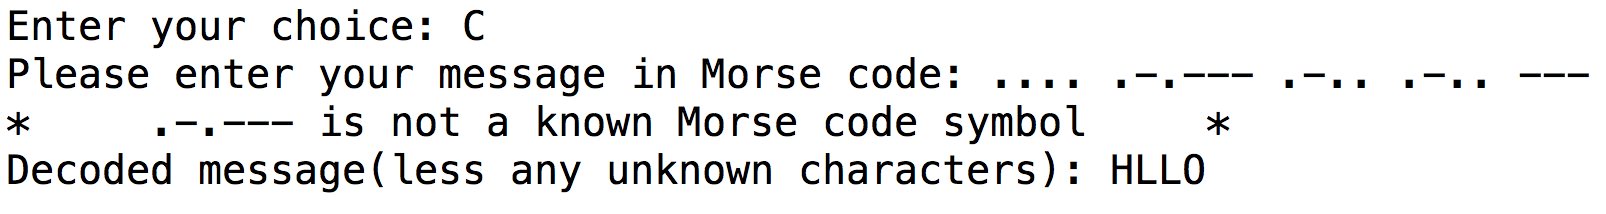 Enter your choice: C
Please enter your message in Morse code: .... .-.--- .-.. .-.. ---
*     .-.--- is not a known Morse code symbol     *
Decoded message(less any unknown characters): HLLO